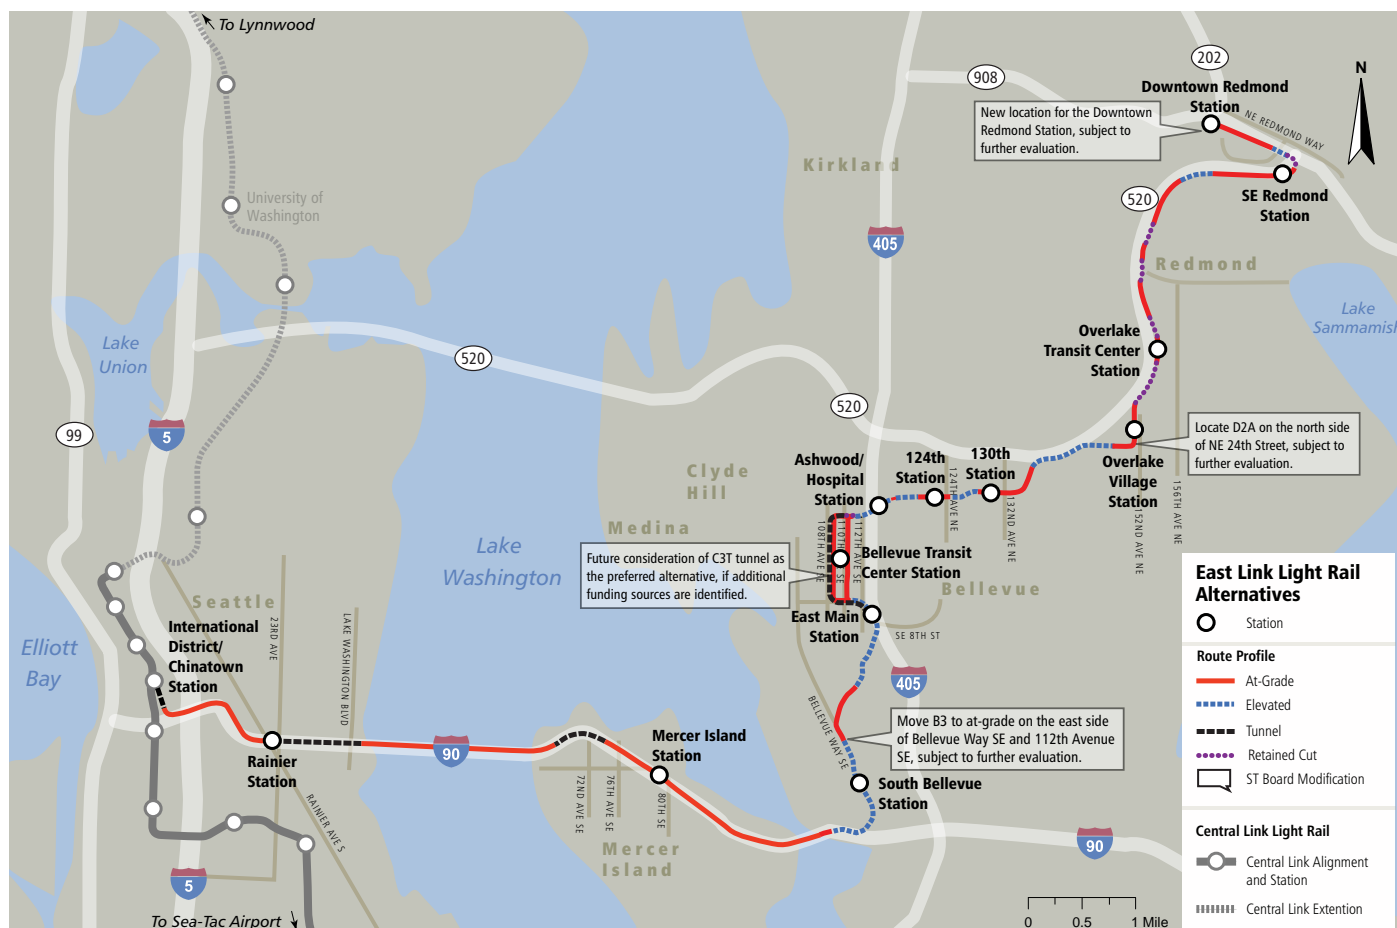 To Lynnwood
202
908
N
Downtown Redmond
Station
NE REDMOND WAY
New location for the Downtown
Redmond Station, subject to
further evaluation.
Kirkland
University of
Washington
520
SE Redmond
Station
405
Redmond
Lake
Sammamish
Lake
Union
Overlake
Transit Center
Station
520
520
99
5
Locate D2A on the north side
of NE 24th Street, subject to
further evaluation.
Ashwood/
Hospital
Station
124th
Station
130th
Station
Overlake
Village
Station
Clyde
Hill
124TH AVE NE
132ND AVE NE
152ND AVE NE
156TH AVE NE
Medina
108TH AVE NE
112TH AVE SE
Lake
Washington
Future consideration of C3T tunnel as
the preferred alternative, if additional
funding sources are identified.
Bellevue Transit
Center Station
Bellevue
Seattle
23RD AVE
LAKE WASHINGTON BLVD
International
District/
Chinatown
Station
East Main
Station
SE 8TH ST
Elliott
Bay
405
BELLEVUE WAY SE
Move B3 to at-grade on the east side
of Bellevue Way SE and 112th Avenue
SE, subject to further evaluation.
90
Rainier
Station
Mercer Island
Station
South Bellevue
Station
RAINIER AVE S
72ND AVE SE
76TH AVE SE
80TH SE
Mercer
Island
90
5
To Sea-Tac Airport
0 0.5 1 Mile
East Link Light Rail
Alternatives
Station
Route Profile
At-Grade
Elevated
Tunnel
Retained Cut
ST Board Modification
Central Link Light Rail
Central Link Alignment
and Station
Central Link Extention